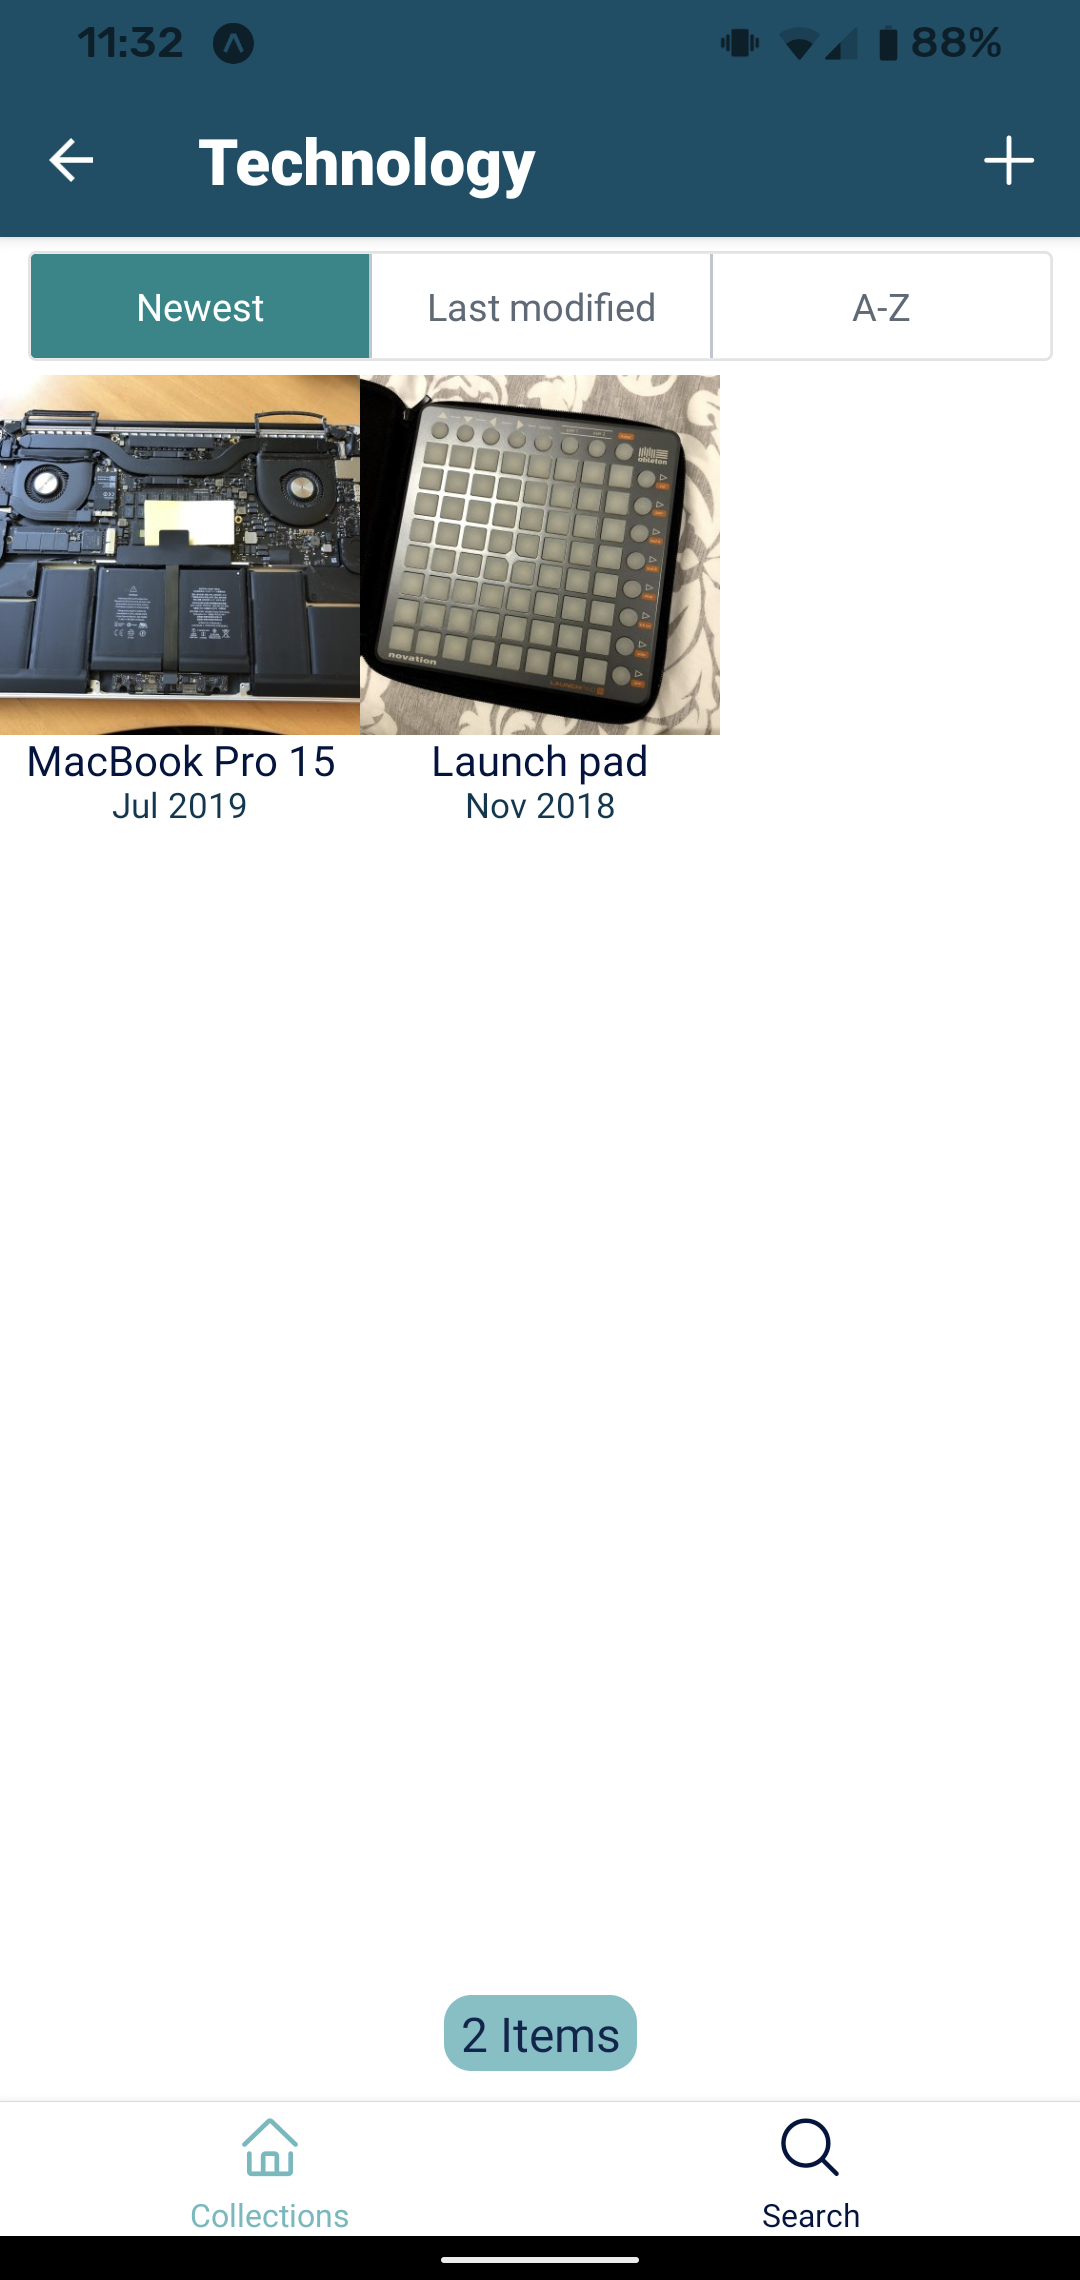 11:32
88%
Technology
Newest
Last modified
A-Z
ableton
novation
MacBook Pro 15
Jul 2019
Launch pad
Nov 2018
2 Items
Collections
Search